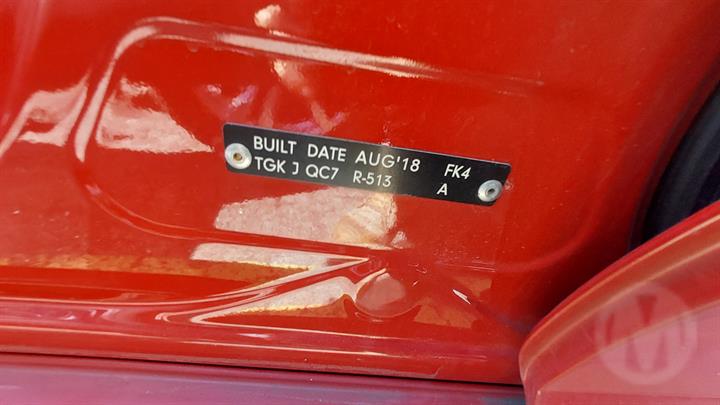 BUILT DATE AUG'18 FK4
TGK J QC7 R-513 A
M